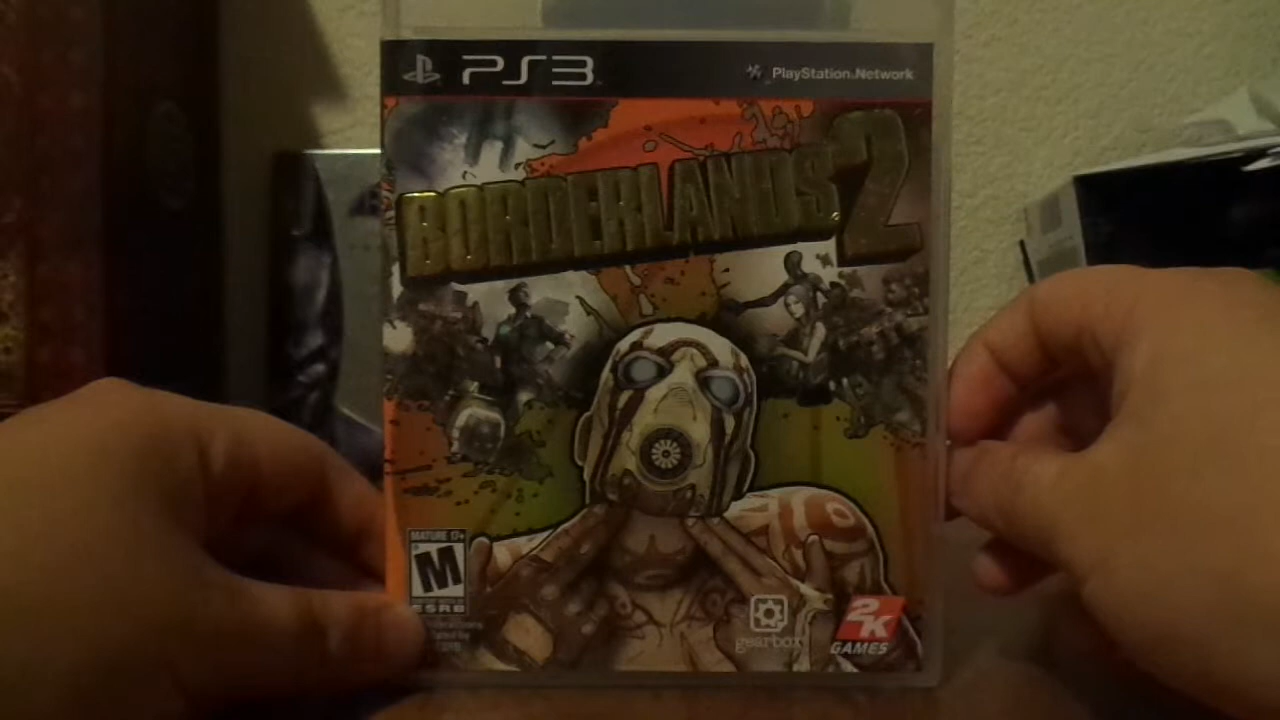 PS3
PlayStation Network
BORDERLANDS 2
MATURE 17+
M
ESRB
gearbox
2K
GAMES